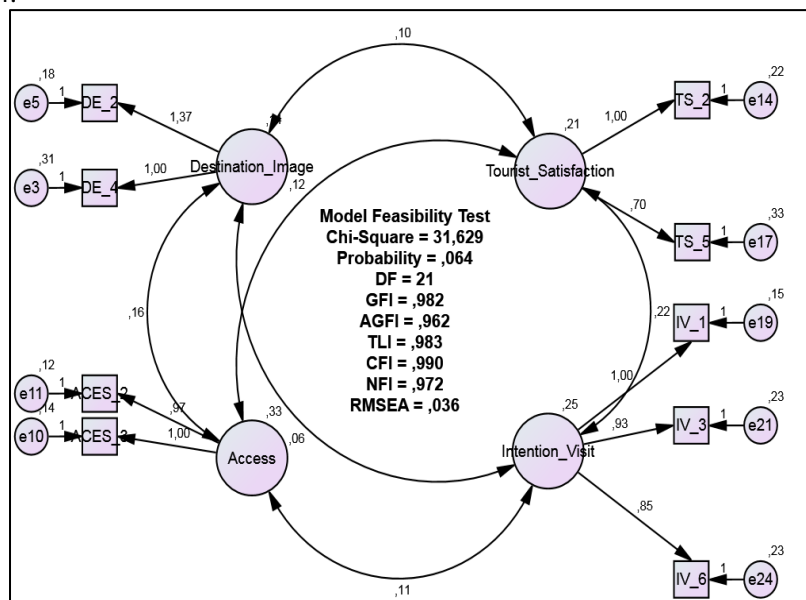 ,10
,18
1
e5
DE_2
1,37
,31
1
e3
DE_4
1,00
Destination_Image
,12
,22
1
TS_2
e14
1,00
,21
Tourist_Satisfaction
,70
,33
TS_5
1
e17
Model Feasibility Test
Chi-Square = 31,629
Probability = ,064
DF = 21
GFI = ,982
AGFI = ,962
TLI = ,983
CFI = ,990
NFI = ,972
RMSEA = ,036
,16
,22
,15
IV_1
1
e19
1,00
,12
e11
1
ACES_2
,97
,14
e10
1
1,00
,33
Access
,06
,25
Intention_Visit
,93
,23
IV_3
1
e21
,85
,23
IV_6
1
e24
,11